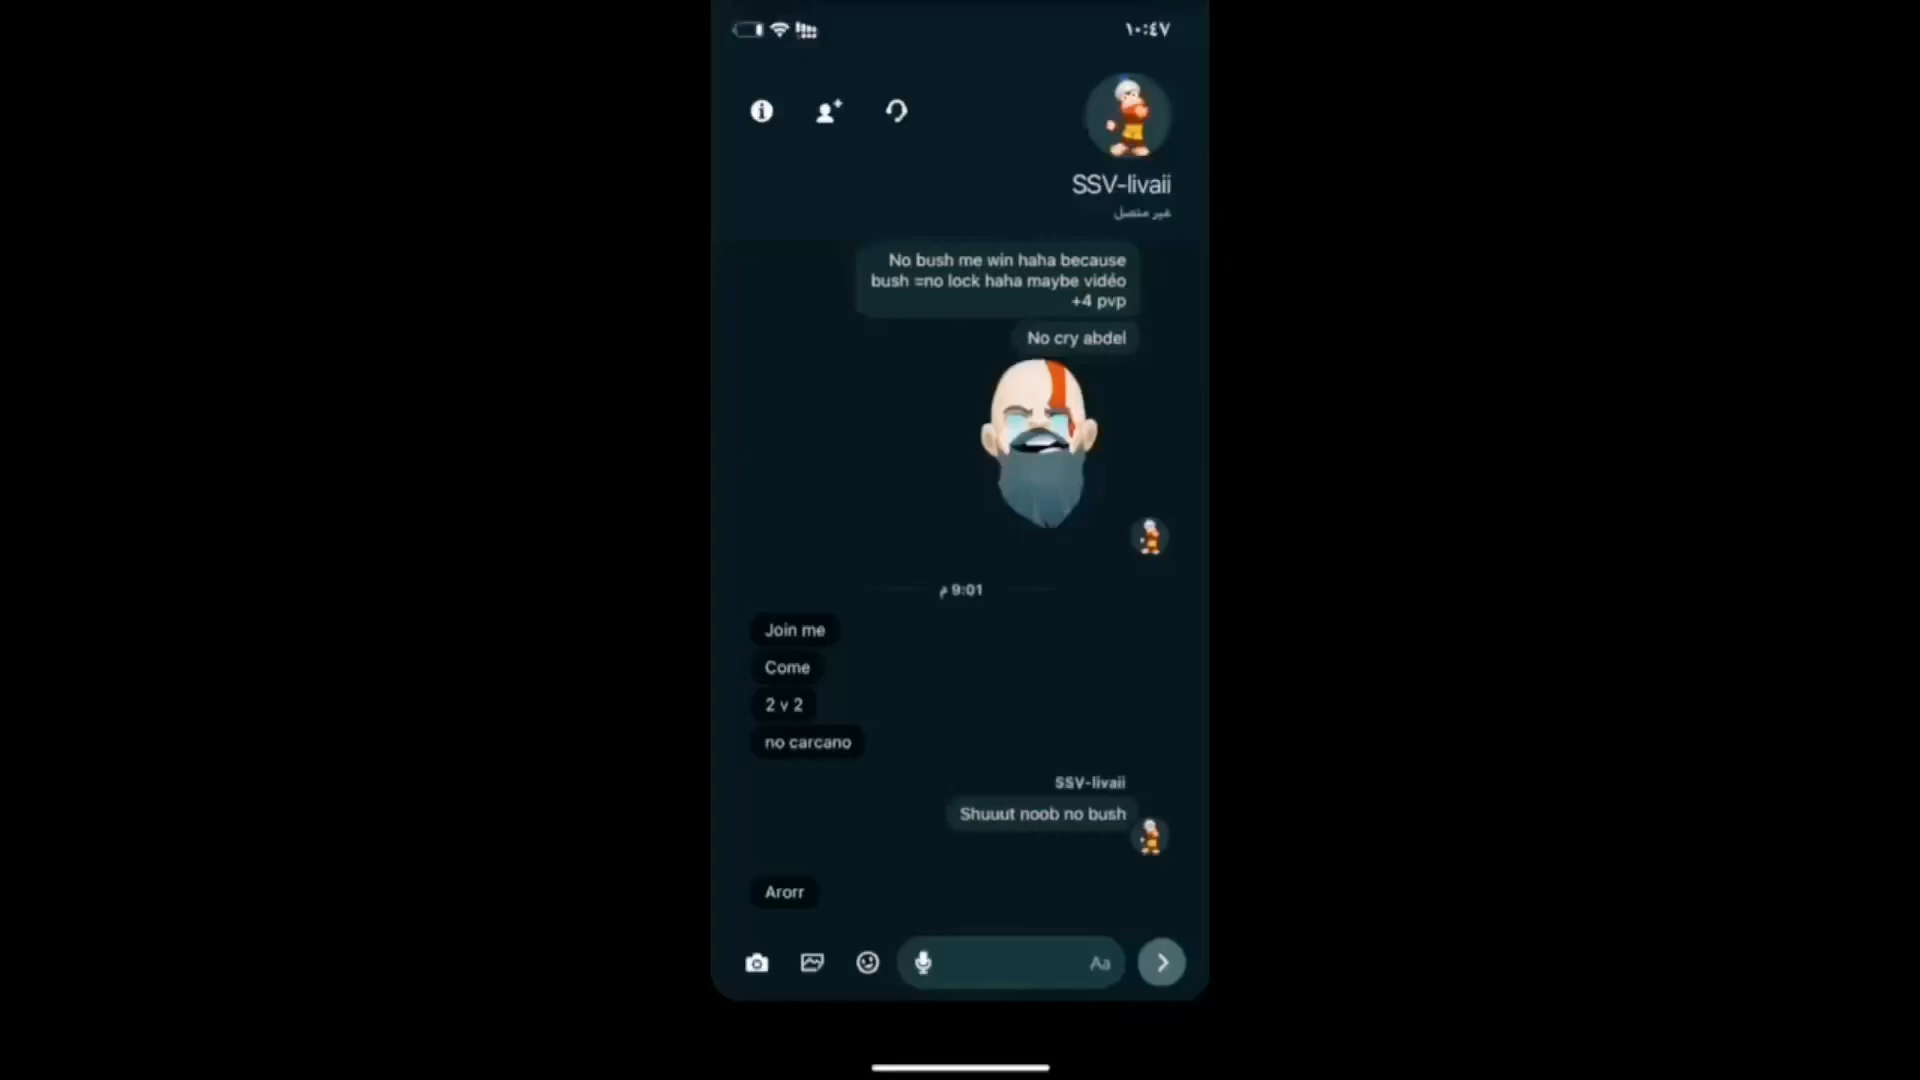 ١٠:٤٧
SSV-livaii
غير متصل
No bush me win haha because
bush =no lock haha maybe vidéo
+4 pvp
No cry abdel
9:01 م
Join me
Come
2 v 2
no carcano
SSV-livaii
Shuuut noob no bush
Arorr
Aa